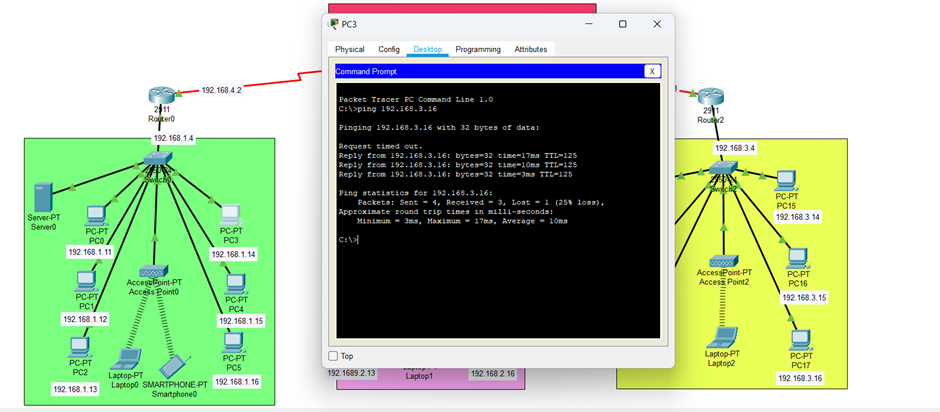 PC3
Physical Config Desktop Programming Attributes
Command Prompt
X
Packet Tracer PC Command Line 1.0
C:\>ping 192.168.3.16
Pinging 192.168.3.16 with 32 bytes of data:
Request timed out.
Reply from 192.168.3.16: bytes=32 time=17ms TTL=125
Reply from 192.168.3.16: bytes=32 time=10ms TTL=125
Reply from 192.168.3.16: bytes=32 time=3ms TTL=125
Ping statistics for 192.168.3.16:
Packets: Sent = 4, Received = 3, Lost = 1 (25% loss),
Approximate round trip times in milli-seconds:
Minimum = 3ms, Maximum = 17ms, Average = 10ms
C:\>
Top
192.168.4.2
2911
Router0
192.168.1.4
Switch0
Server-PT
Server0
PC-PT
PC0
192.168.1.11
PC-PT
PC1
192.168.1.12
PC-PT
PC2
192.168.1.13
AccessPoint-PT
Access Point0
Laptop-PT
Laptop0
SMARTPHONE-PT
Smartphone0
PC-PT
PC3
192.168.1.14
PC-PT
PC4
192.168.1.15
PC-PT
PC5
192.168.1.16
192.1689.2.13
Laptop1
192.168.2.16
3
2911
Router2
192.168.3.4
PC-PT
PC15
192.168.3.14
AccessPoint-PT
Access Point2
PC-PT
PC16
192.168.3.15
Laptop-PT
Laptop2
PC-PT
PC17
192.168.3.16